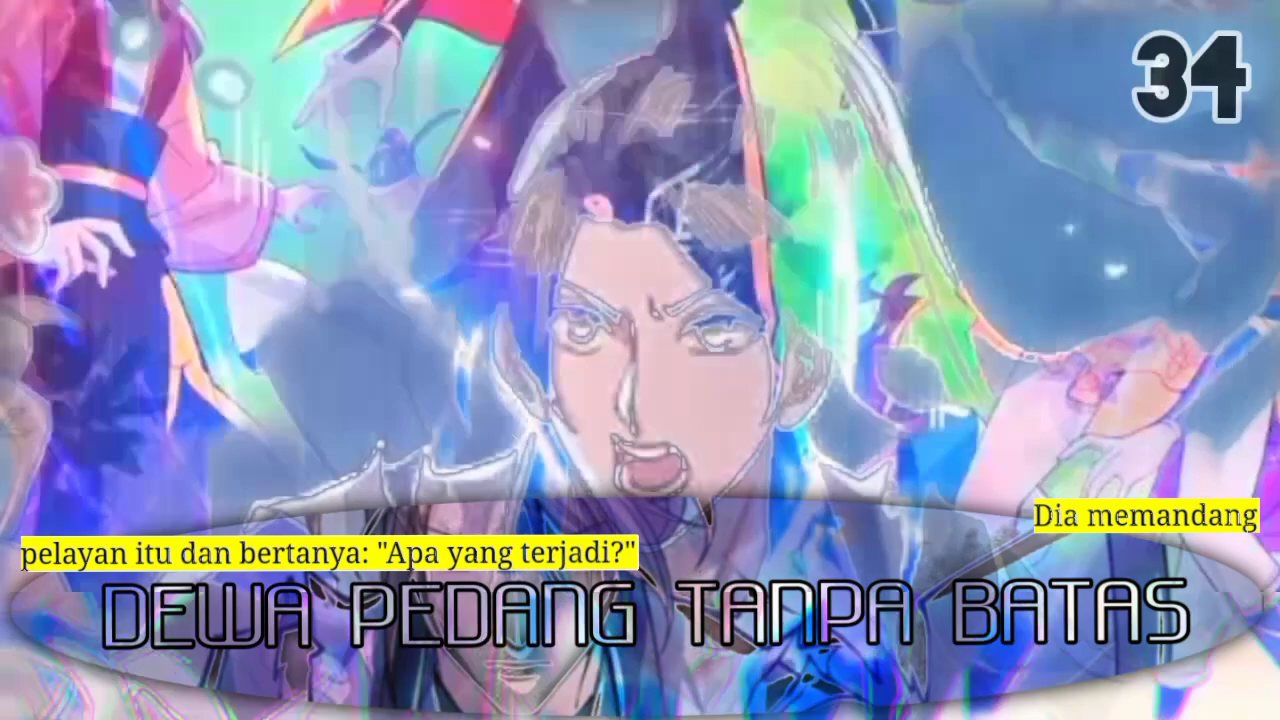 34
Dia memandang
pelayan itu dan bertanya: "Apa yang terjadi?"
DEWA PEDANG TANPA BATAS